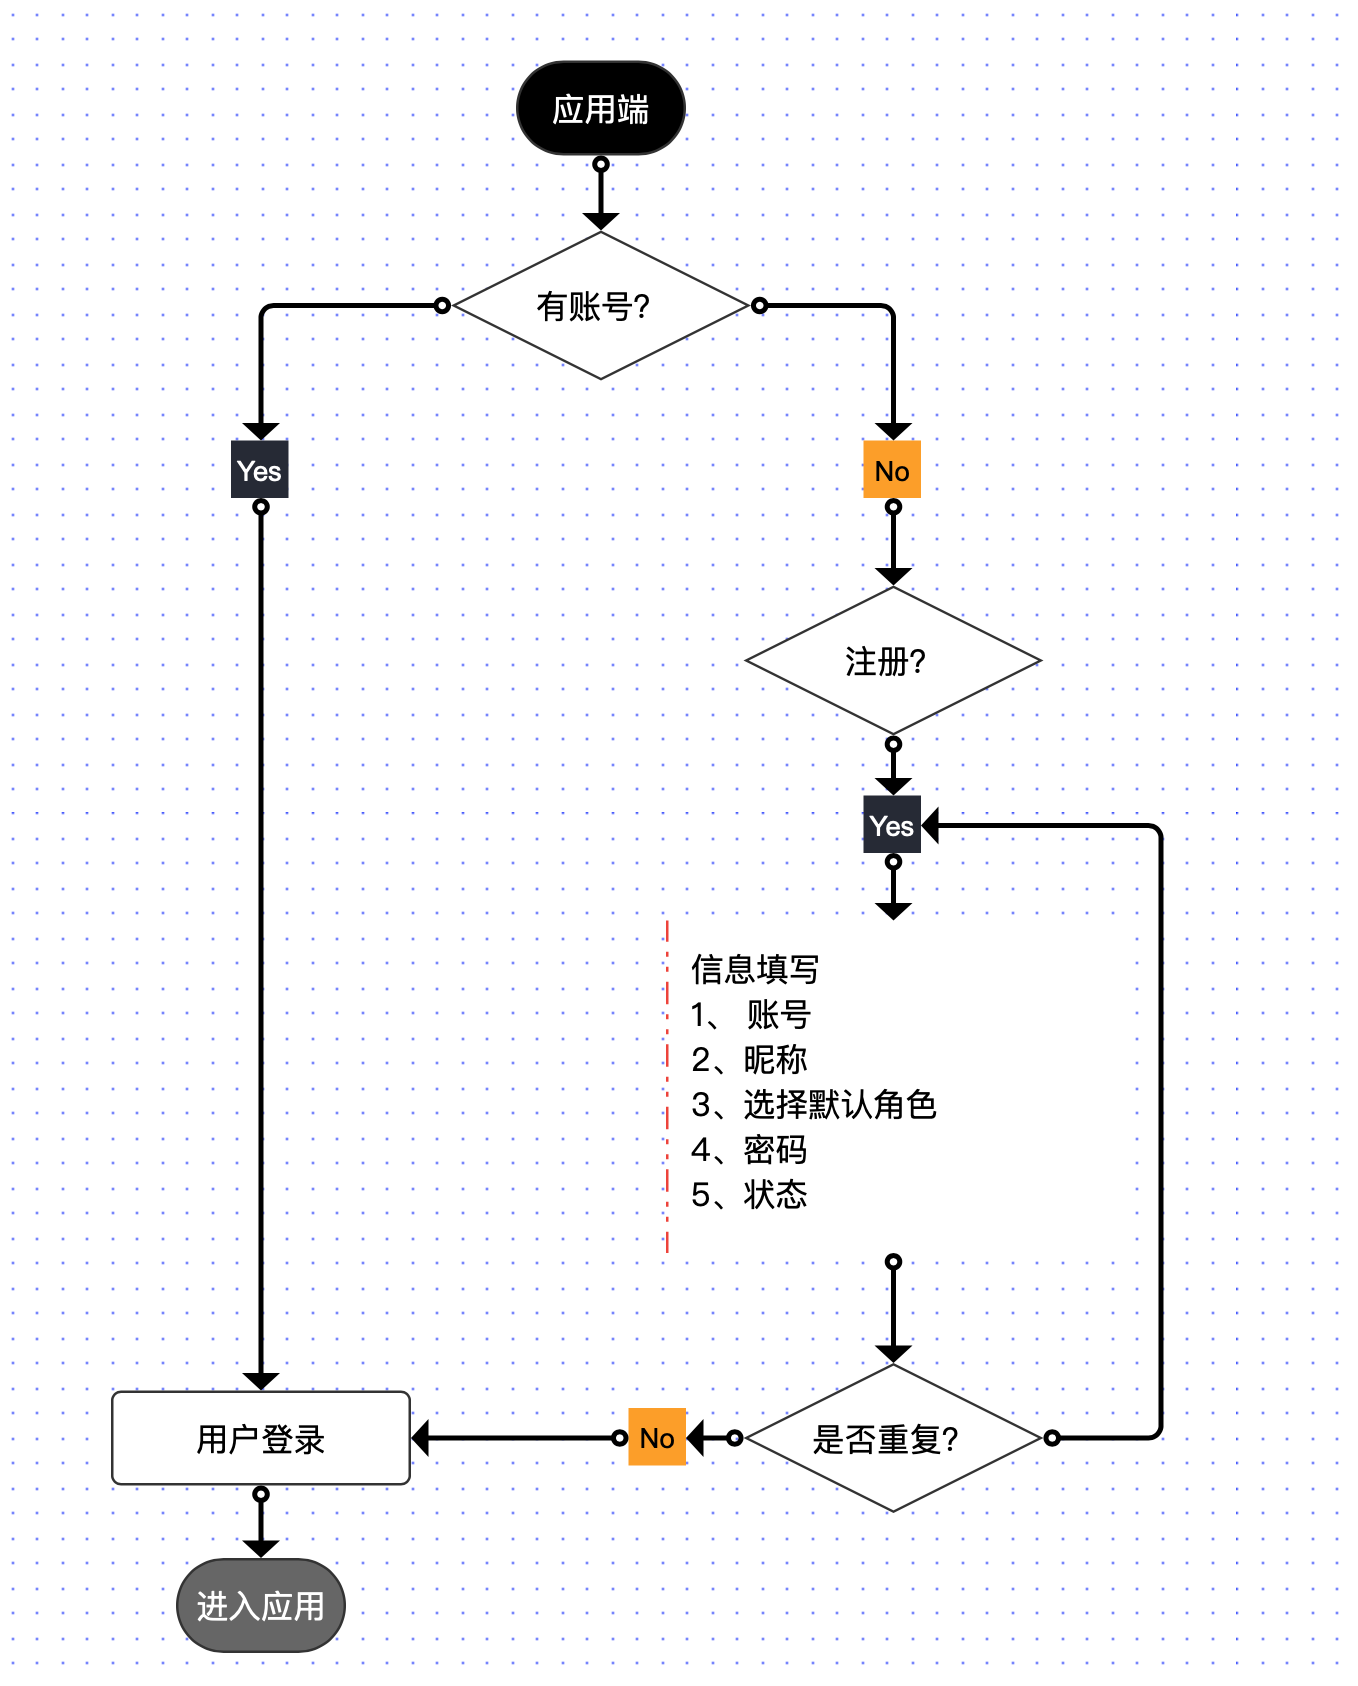 应用端
有账号?
Yes
No
注册?
Yes
信息填写
1、 账号
2、昵称
3、选择默认角色
4、密码
5、状态
用户登录
No
是否重复?
进入应用